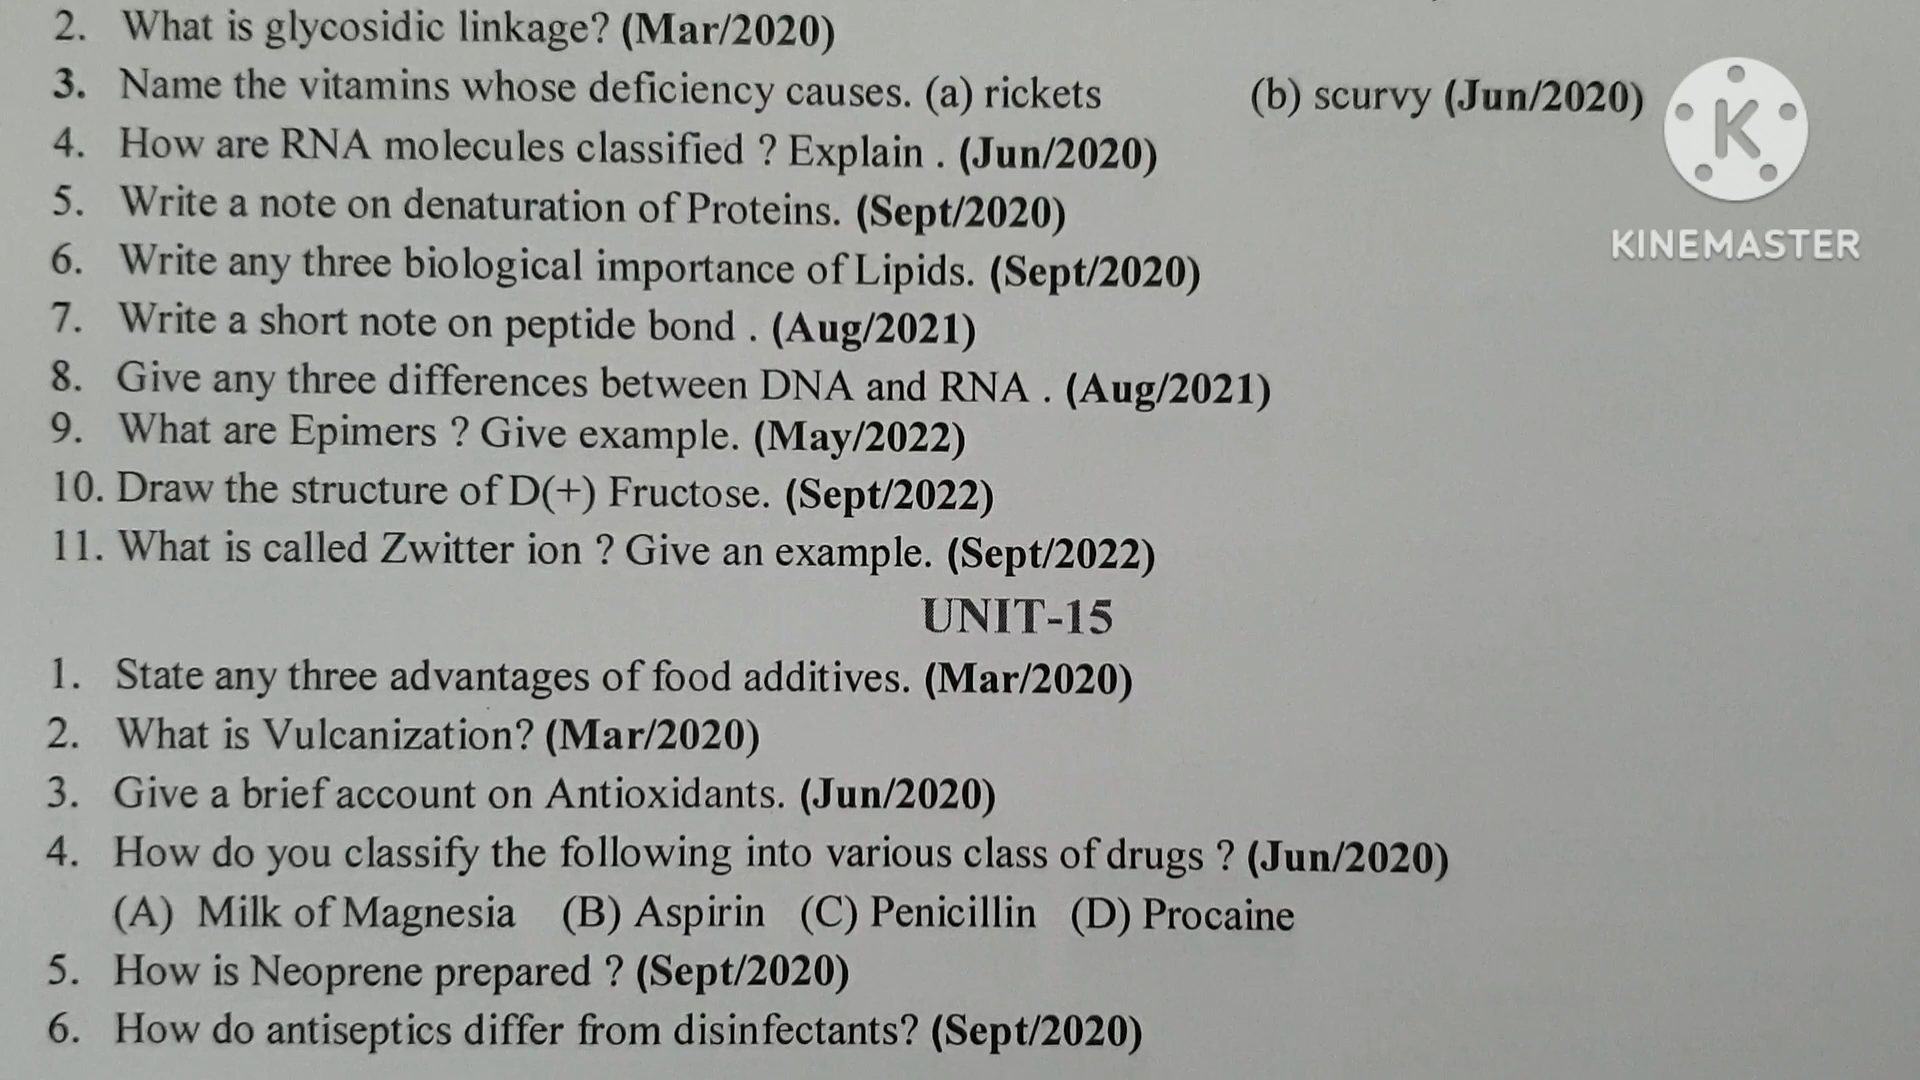 2. What is glycosidic linkage? (Mar/2020)
3. Name the vitamins whose deficiency causes. (a) rickets (b) scurvy (Jun/2020)
4. How are RNA molecules classified ? Explain . (Jun/2020)
5. Write a note on denaturation of Proteins. (Sept/2020)
6. Write any three biological importance of Lipids. (Sept/2020)
7. Write a short note on peptide bond . (Aug/2021)
8. Give any three differences between DNA and RNA . (Aug/2021)
9. What are Epimers ? Give example. (May/2022)
10. Draw the structure of D(+) Fructose. (Sept/2022)
11. What is called Zwitter ion ? Give an example. (Sept/2022)
UNIT-15
1. State any three advantages of food additives. (Mar/2020)
2. What is Vulcanization? (Mar/2020)
3. Give a brief account on Antioxidants. (Jun/2020)
4. How do you classify the following into various class of drugs ? (Jun/2020)
(A) Milk of Magnesia (B) Aspirin (C) Penicillin (D) Procaine
5. How is Neoprene prepared ? (Sept/2020)
6. How do antiseptics differ from disinfectants? (Sept/2020)
K
KINEMASTER